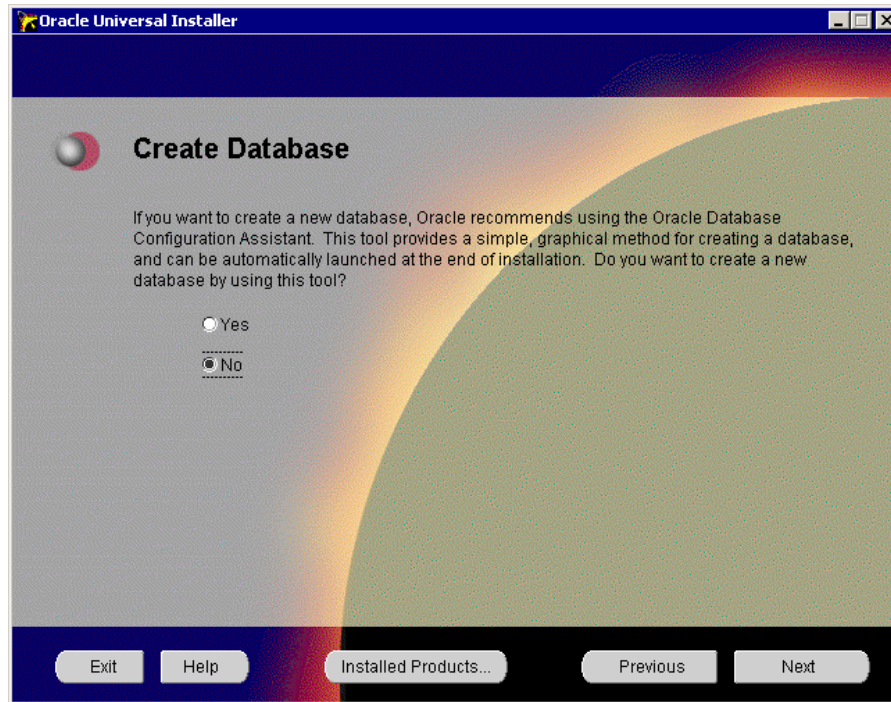 Oracle Universal Installer
Create Database
If you want to create a new database, Oracle recommends using the Oracle Database
Configuration Assistant. This tool provides a simple, graphical method for creating a database,
and can be automatically launched at the end of installation. Do you want to create a new
database by using this tool?
Yes
No
Exit Help Installed Products... Previous Next